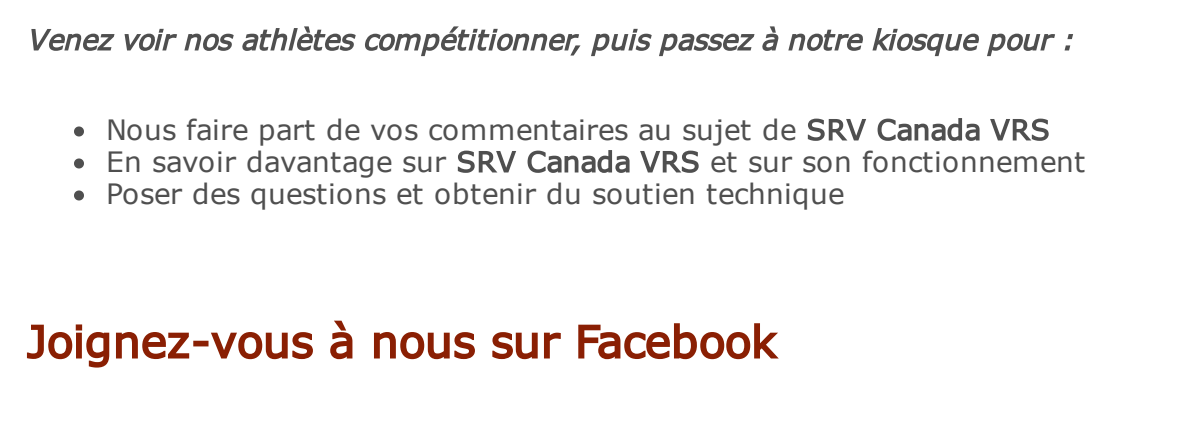 Venez voir nos athlètes compétitionner, puis passez à notre kiosque pour :
• Nous faire part de vos commentaires au sujet de SRV Canada VRS
• En savoir davantage sur SRV Canada VRS et sur son fonctionnement
• Poser des questions et obtenir du soutien technique
Joignez-vous à nous sur Facebook